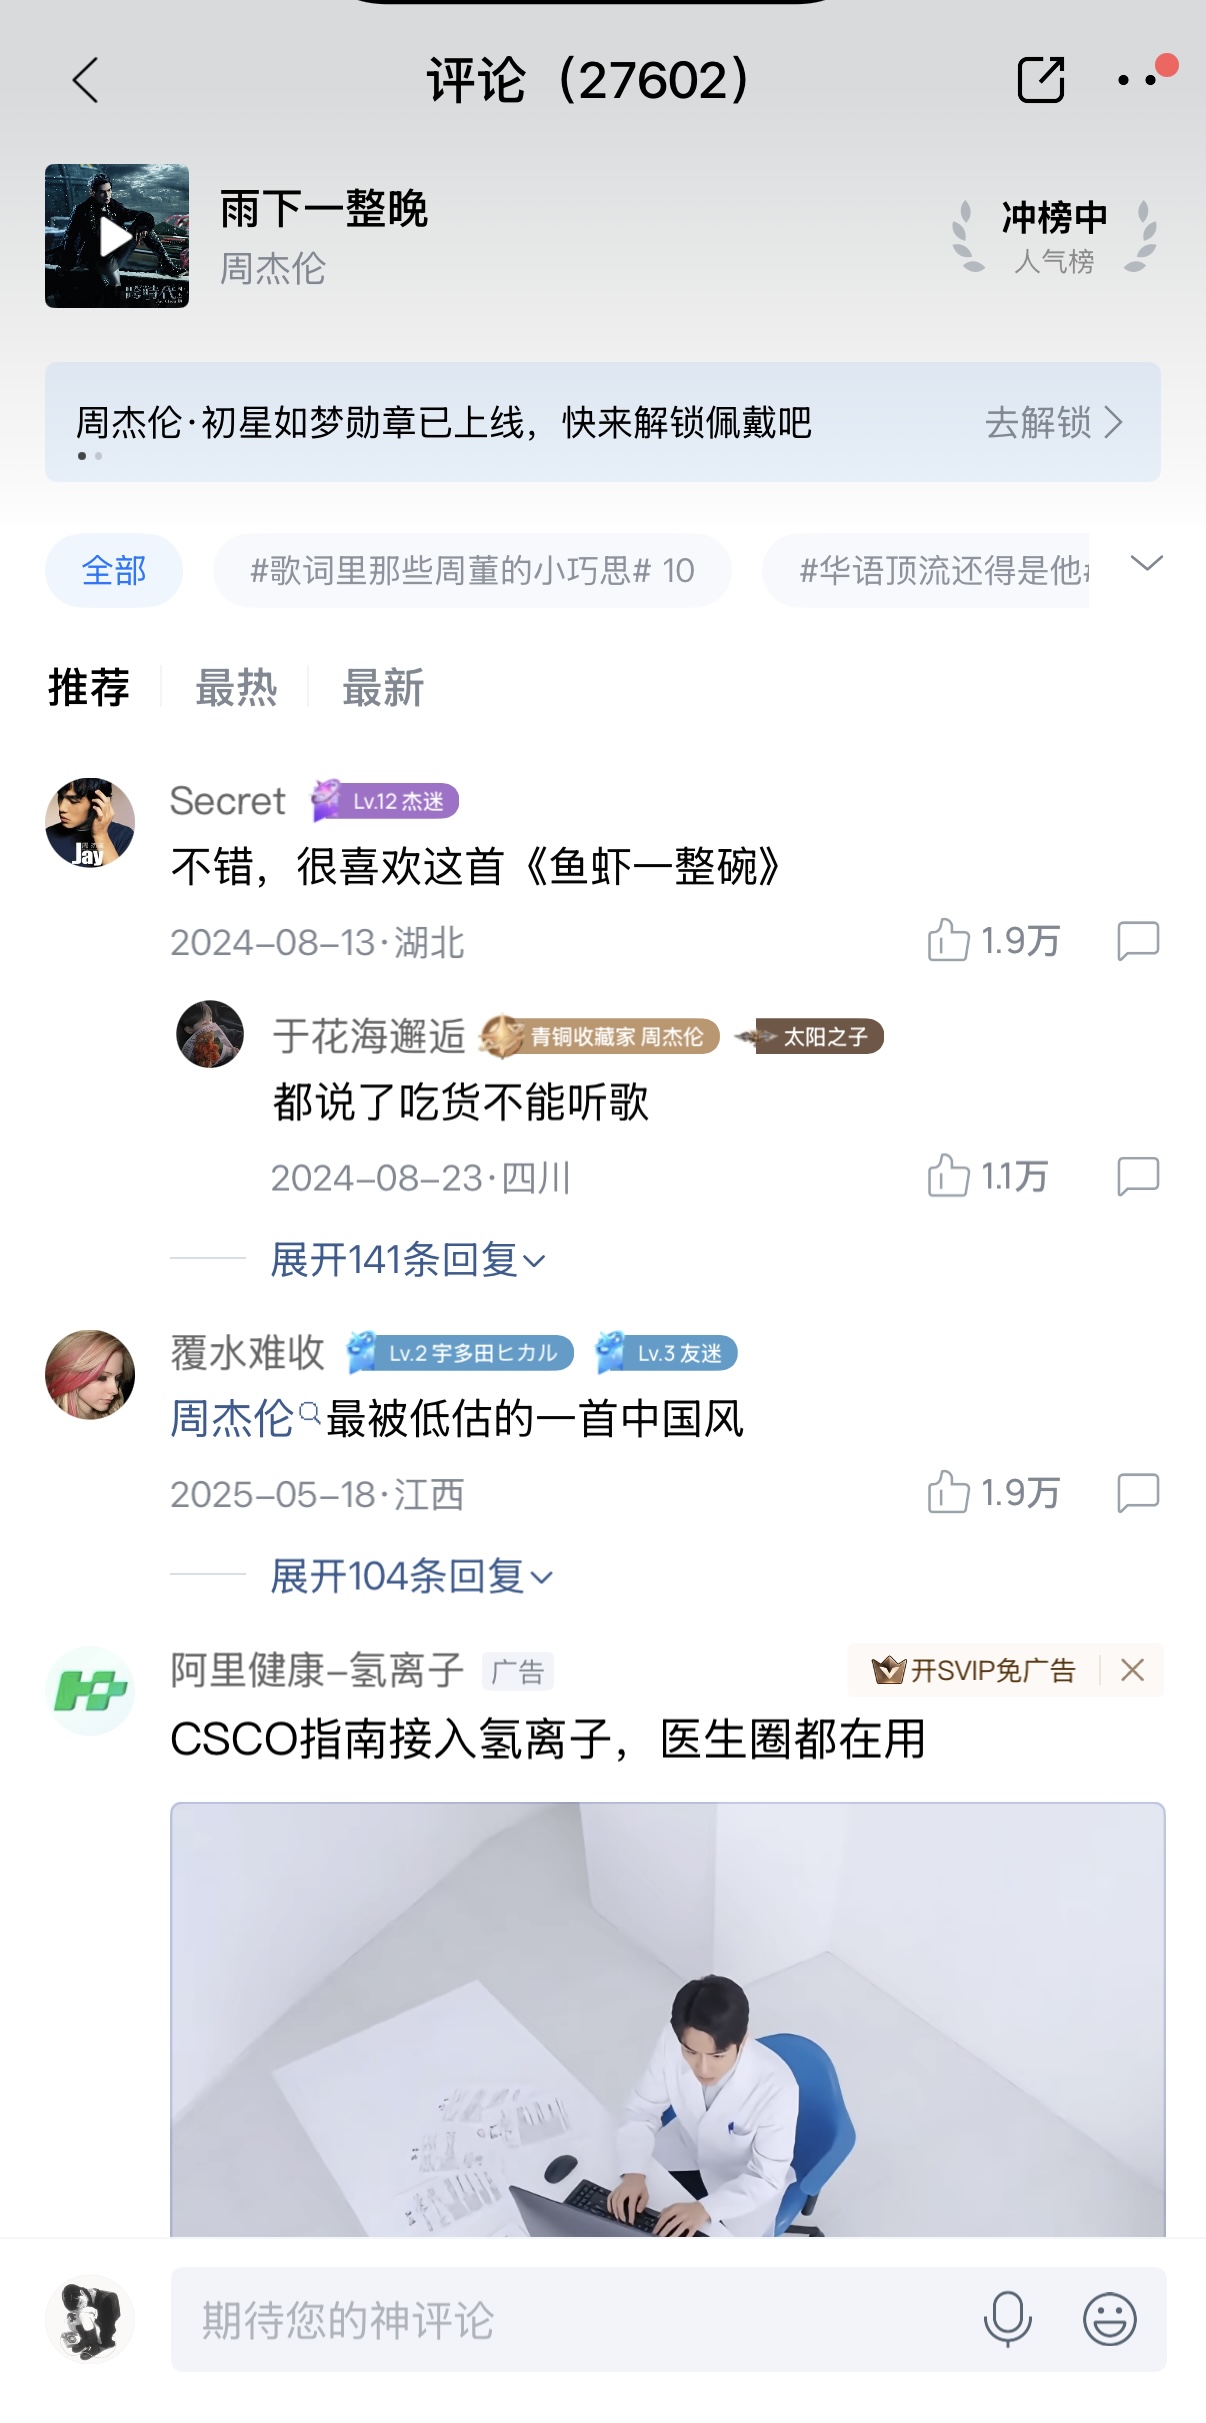 评论（27602）
雨下一整晚
周杰伦
冲榜中
人气榜
跨時代
周杰伦·初星如梦勋章已上线，快来解锁佩戴吧
去解锁
全部
#歌词里那些周董的小巧思# 10
#华语顶流还得是他#
推荐
最热
最新
Jay
Secret
Lv.12 杰迷
不错，很喜欢这首《鱼虾一整碗》
2024-08-13·湖北
1.9万
于花海邂逅
青铜收藏家 周杰伦
太阳之子
都说了吃货不能听歌
2024-08-23·四川
1.1万
展开141条回复
覆水难收
Lv.2 宇多田ヒカル
Lv.3 友迷
周杰伦最被低估的一首中国风
2025-05-18·江西
1.9万
展开104条回复
阿里健康-氢离子
广告
开SVIP免广告
CSCO指南接入氢离子，医生圈都在用
期待您的神评论